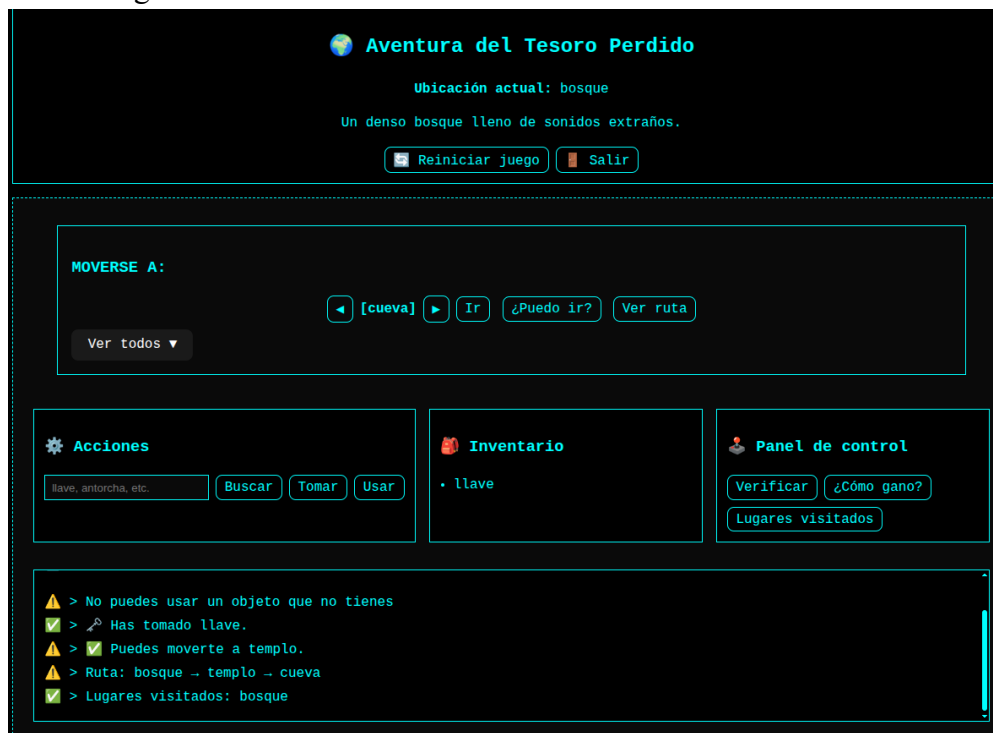 🌍 Aventura del Tesoro Perdido
Ubicación actual: bosque
Un denso bosque lleno de sonidos extraños.
🔄 Reiniciar juego 🚪 Salir
MOVERSE A:
◄ [cueva] ► Ir ¿Puedo ir? Ver ruta
Ver todos ▼
⚙️ Acciones
llave, antorcha, etc. Buscar Tomar Usar
🎒 Inventario
• llave
🕹️ Panel de control
Verificar ¿Cómo gano?
Lugares visitados
⚠️ > No puedes usar un objeto que no tienes
✅ > 🗝️ Has tomado llave.
⚠️ > ✅ Puedes moverte a templo.
⚠️ > Ruta: bosque → templo → cueva
✅ > Lugares visitados: bosque